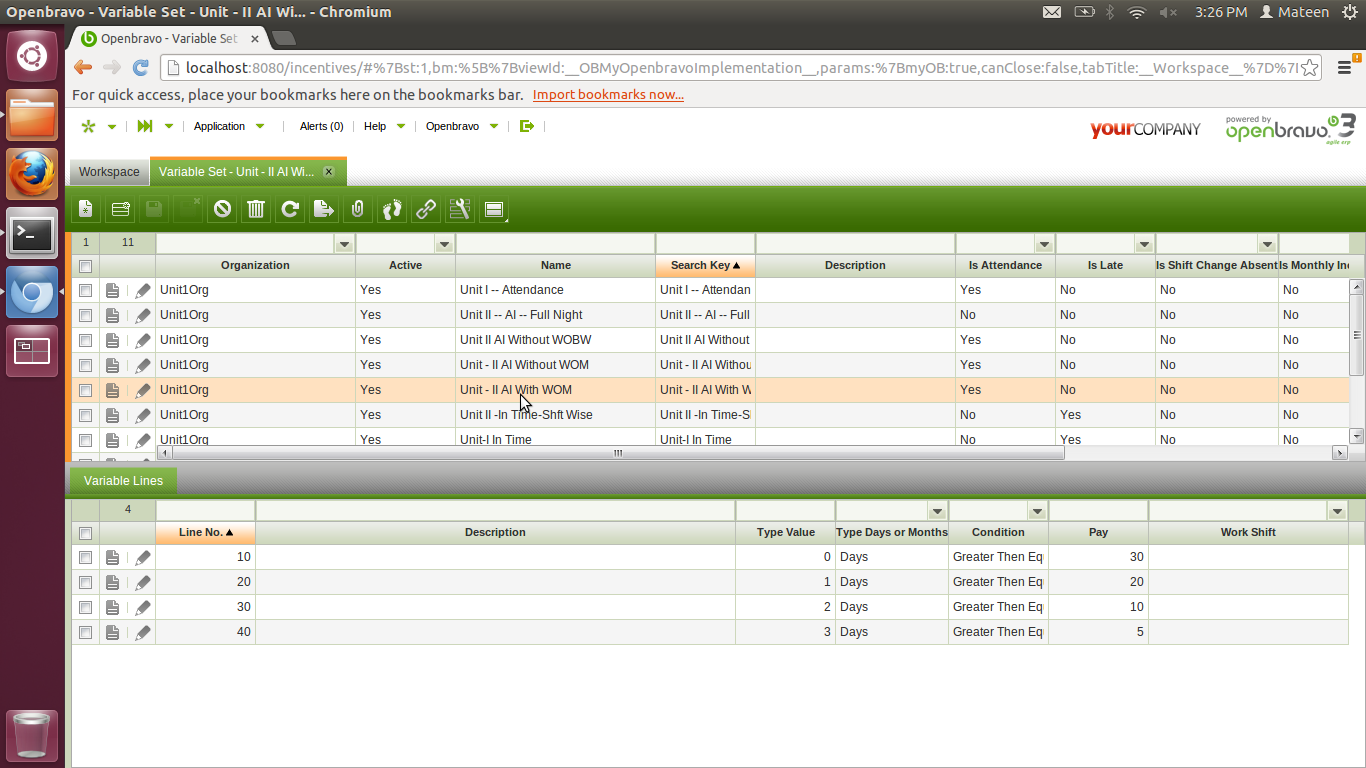 Openbravo - Variable Set - Unit - II AI Wi... - Chromium
3:26 PM Mateen
Openbravo - Variable Set
localhost:8080/incentives/#%7Bst:1,bm:%5B%7BviewId:__OBMyOpenbravoImplementation__,params:%7BmyOB:true,canClose:false,tabTitle:__Workspace__%7D%7
For quick access, place your bookmarks here on the bookmarks bar. Import bookmarks now...
Application Alerts (0) Help Openbravo
yourCOMPANY
powered by
openbravo 3
agile erp
Workspace Variable Set - Unit - II AI Wi...
1 11
Organization Active Name Search Key Description Is Attendance Is Late Is Shift Change Absent Is Monthly In
Unit1Org Yes Unit I -- Attendance Unit I -- Attendan Yes No No No
Unit1Org Yes Unit II -- AI -- Full Night Unit II -- AI -- Full No No No No
Unit1Org Yes Unit II AI Without WOBW Unit II AI Without Yes No No No
Unit1Org Yes Unit - II AI Without WOM Unit - II AI Withou Yes No No No
Unit1Org Yes Unit - II AI With WOM Unit - II AI With W Yes No No No
Unit1Org Yes Unit II -In Time-Shft Wise Unit II -In Time-S No Yes No No
Unit1Org Yes Unit-I In Time Unit-I In Time No Yes No No
Variable Lines
4
Line No. Description Type Value Type Days or Months Condition Pay Work Shift
10 0 Days Greater Then Eq 30
20 1 Days Greater Then Eq 20
30 2 Days Greater Then Eq 10
40 3 Days Greater Then Eq 5